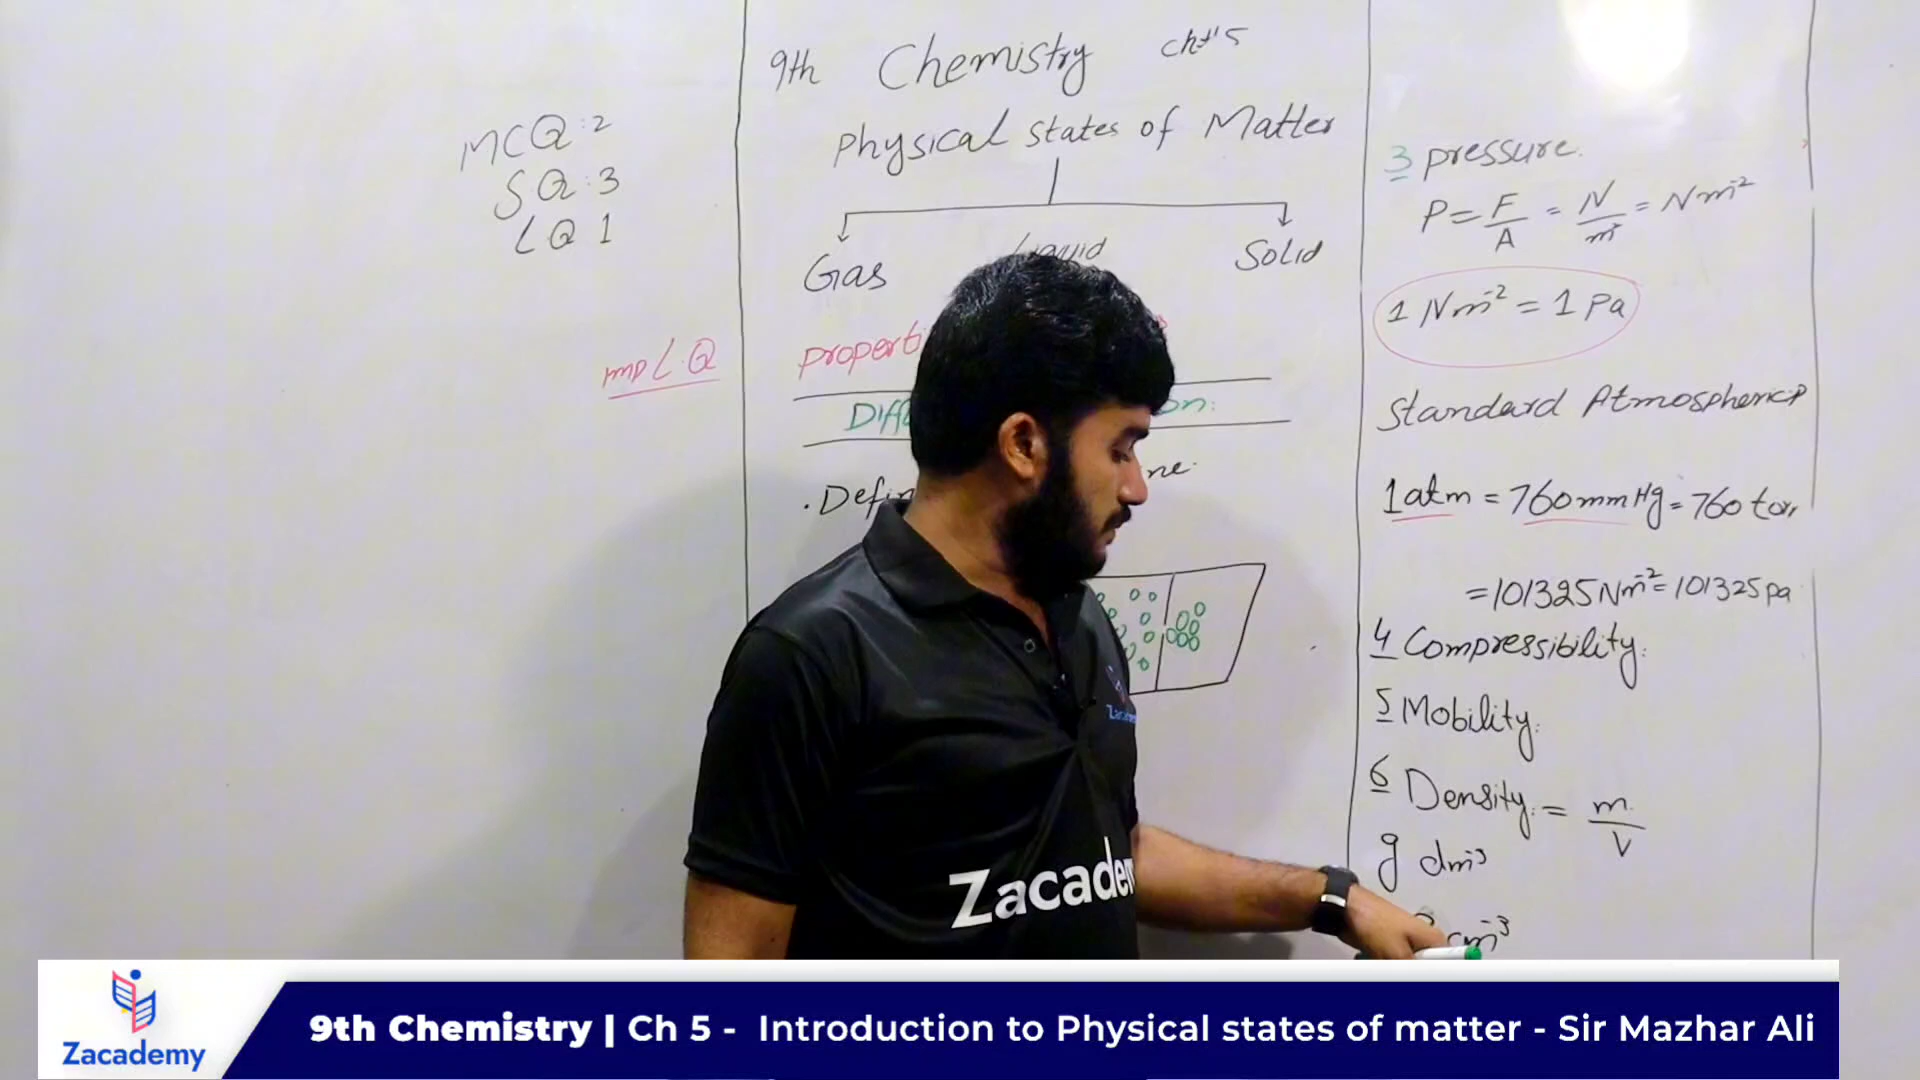 9th Chemistry Ch#5
Physical States of Matter
Gas Liquid Solid
MCQ:2
SQ:3
LQ 1
Imp L.Q
.
3 pressure.
P = F/A = N/m² = Nm⁻²
1 Nm⁻² = 1 Pa
Standard Atmospheric P
1atm = 760mmHg = 760 torr
= 101325 Nm⁻² = 101325 pa
4 Compressibility:
5 Mobility:
6 Density: = m/V
g dm⁻³
cm⁻³
Zacademy
9th Chemistry | Ch 5 - Introduction to Physical states of matter - Sir Mazhar Ali